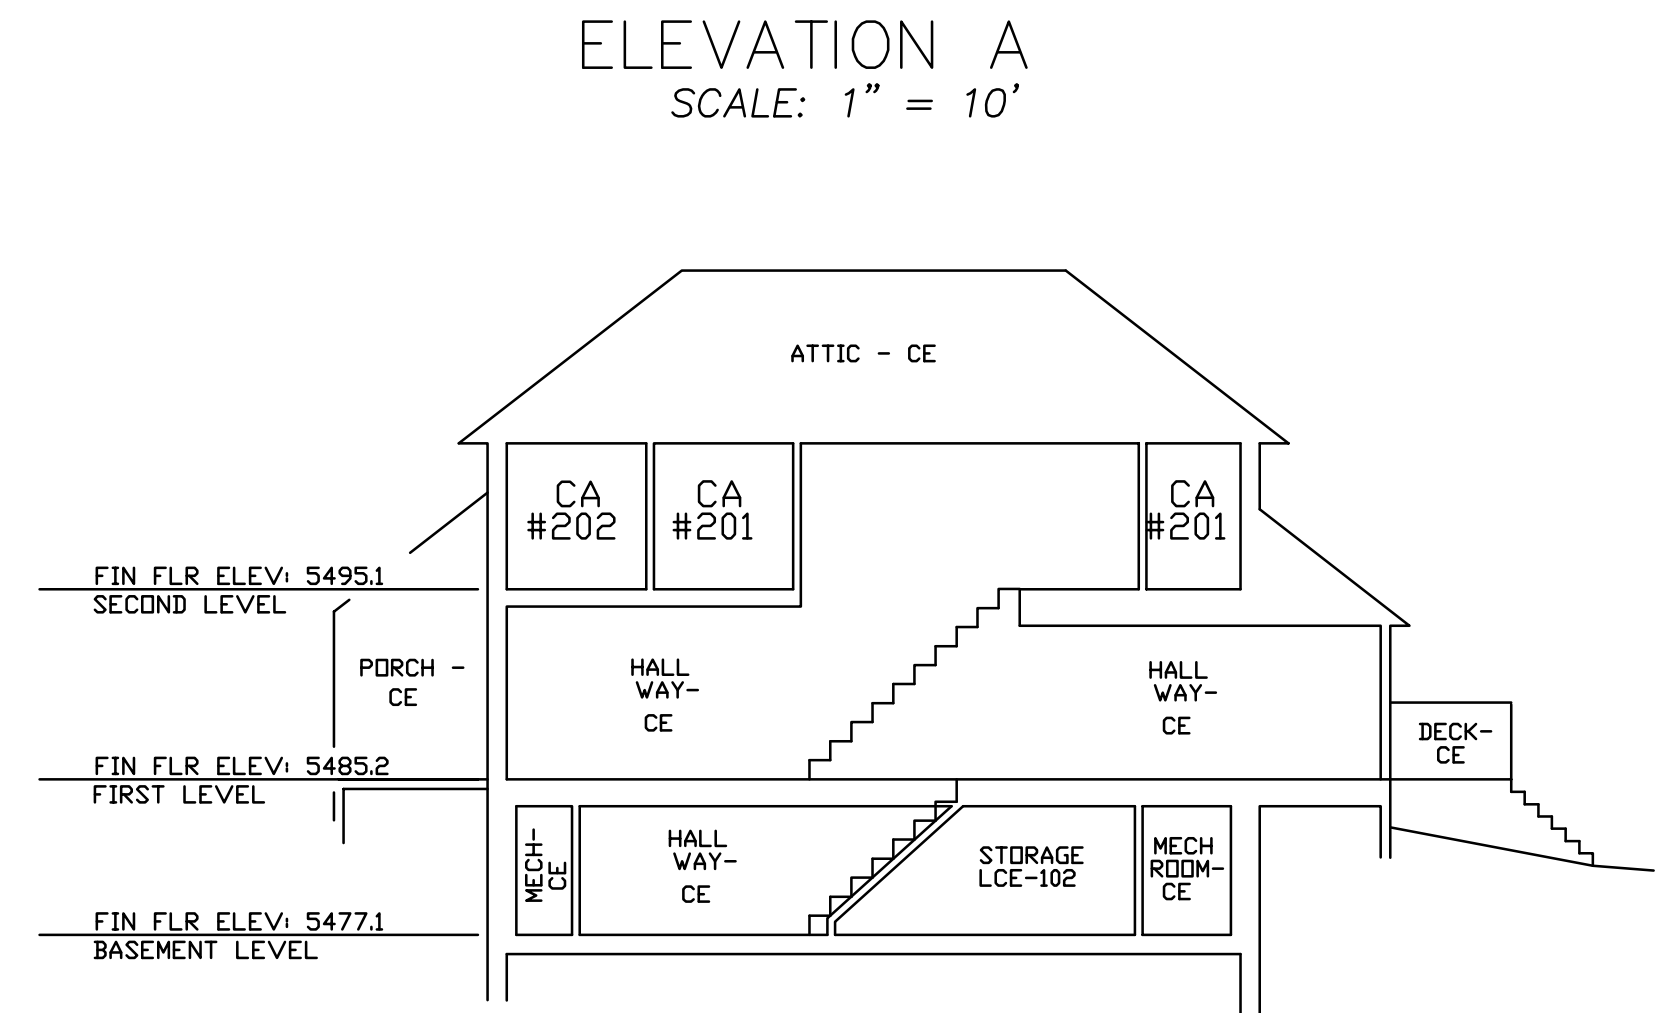 ELEVATION A
SCALE: 1" = 10'
ATTIC - CE
CA
#202
CA
#201
CA
#201
FIN FLR ELEV: 5495.1
SECOND LEVEL
PORCH -
CE
HALL
WAY-
CE
HALL
WAY-
CE
DECK-
CE
FIN FLR ELEV: 5485.2
FIRST LEVEL
MECH-
CE
HALL
WAY-
CE
STORAGE
LCE-102
MECH
ROOM-
CE
FIN FLR ELEV: 5477.1
BASEMENT LEVEL